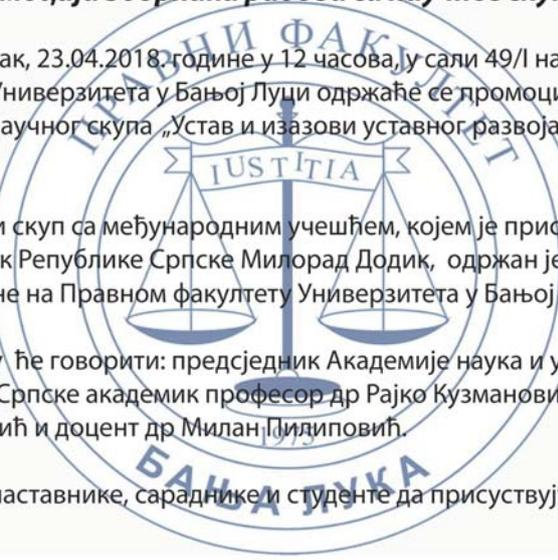 ак, 23.04.2018. године у 12 часова, у сали 49/I на
Универзитета у Бањој Луци одржаће се промоци
аучног скупа „Устав и изазови уставног развоја
и скуп са међународним учешћем, којем је прис
к Републике Српске Милорад Додик, одржан је
не на Правном факултету Универзитета у Бањој
у ће говорити: предсједник Академије наука и у
Српске академик професор др Рајко Кузманови
ић и доцент др Милан Пилиповић.
наставнике, сараднике и студенте да присуствуј
ПРАВНИ ФАКУЛТЕТ
IUSTITIA
1975
БАЊА ЛУКА